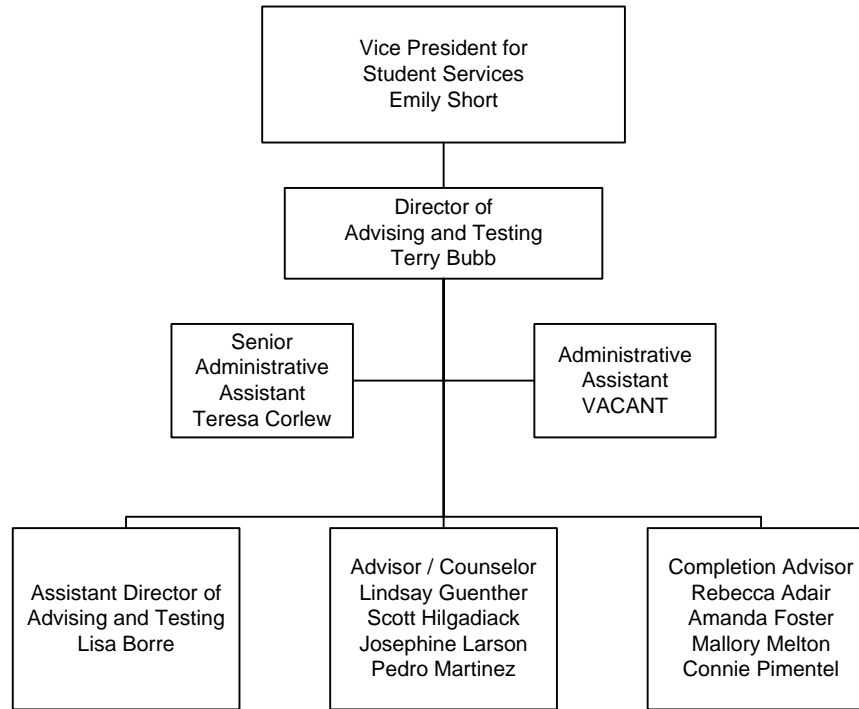 Vice President for
Student Services
Emily Short
Director of
Advising and Testing
Terry Bubb
Senior
Administrative
Assistant
Teresa Corlew
Administrative
Assistant
VACANT
Assistant Director of
Advising and Testing
Lisa Borre
Advisor / Counselor
Lindsay Guenther
Scott Hilgadiack
Josephine Larson
Pedro Martinez
Completion Advisor
Rebecca Adair
Amanda Foster
Mallory Melton
Connie Pimentel